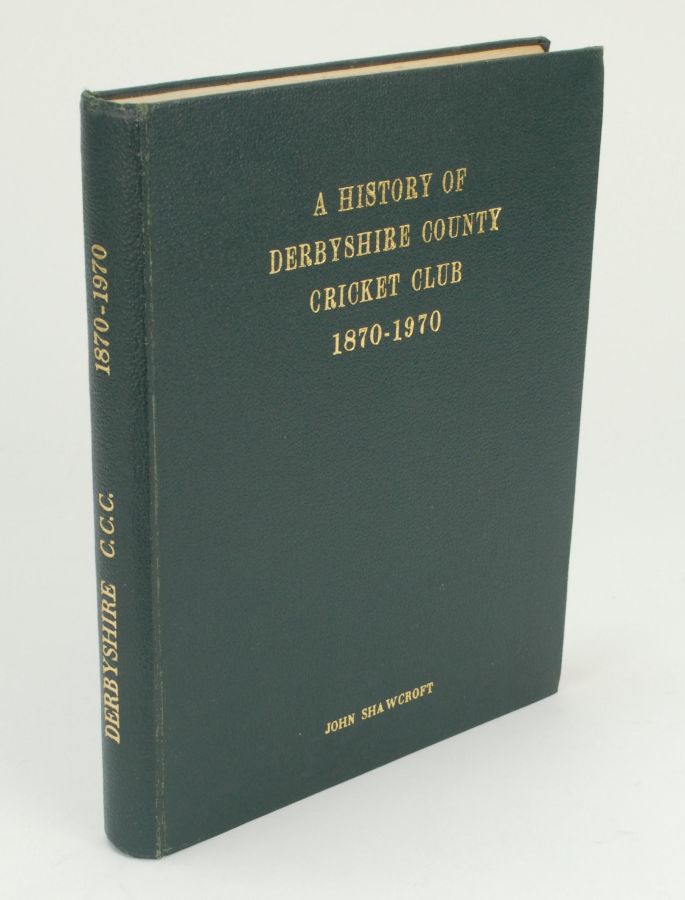 A HISTORY OF
DERBYSHIRE COUNTY
CRICKET CLUB
1870-1970
JOHN SHAWCROFT
DERBYSHIRE C.C.C. 1870-1970